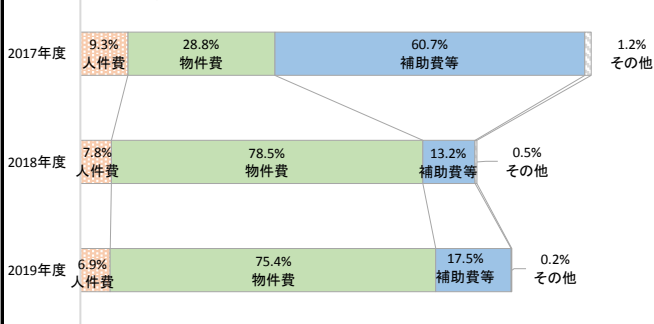 2017年度
9.3%
人件費
28.8%
物件費
60.7%
補助費等
1.2%
その他
2018年度
7.8%
人件費
78.5%
物件費
13.2%
補助費等
0.5%
その他
2019年度
6.9%
人件費
75.4%
物件費
17.5%
補助費等
0.2%
その他